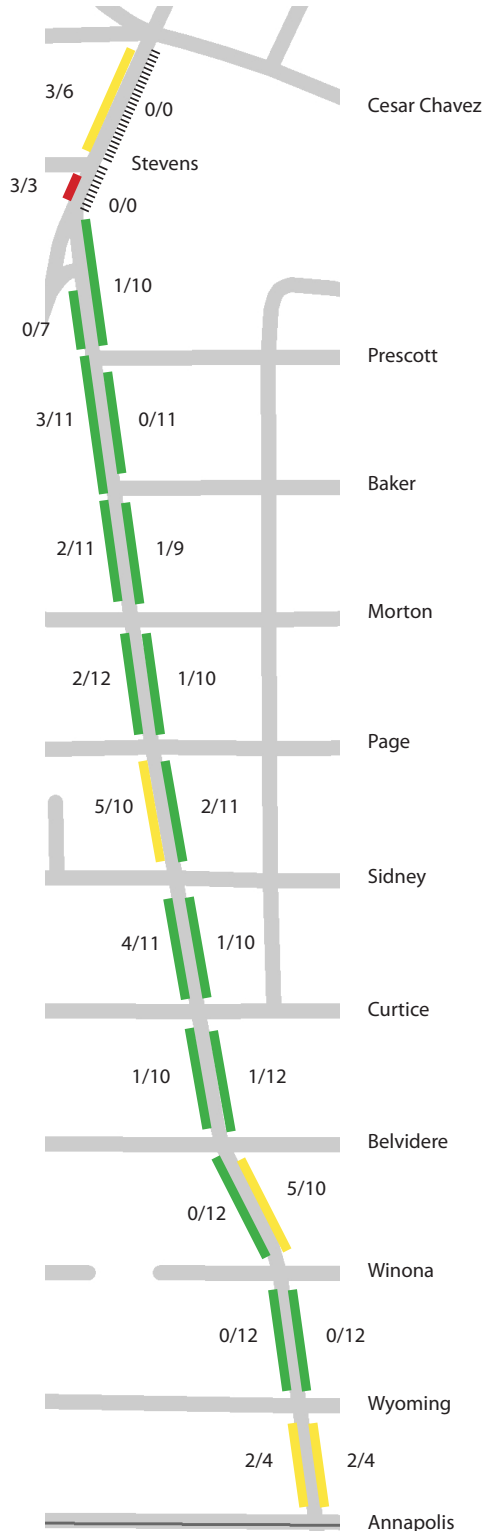 3/6
0/0
Cesar Chavez
Stevens
3/3
0/0
1/10
0/7
Prescott
3/11
0/11
Baker
2/11
1/9
Morton
2/12
1/10
Page
5/10
2/11
Sidney
4/11
1/10
Curtice
1/10
1/12
Belvidere
5/10
0/12
Winona
0/12
0/12
Wyoming
2/4
2/4
Annapolis